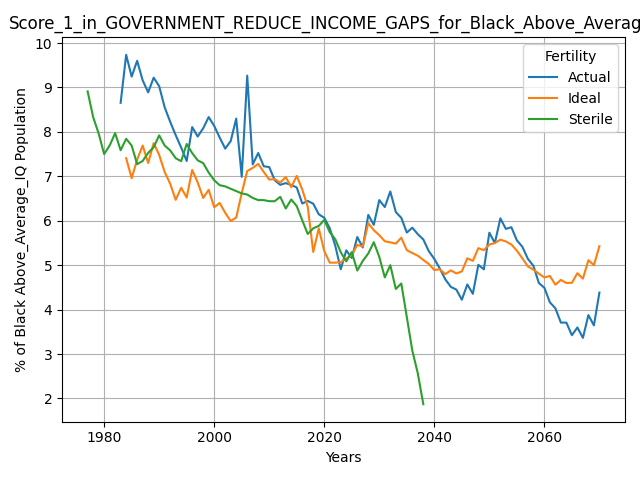 Score_1_in_GOVERNMENT_REDUCE_INCOME_GAPS_for_Black_Above_Averag
Fertility
Actual
Ideal
Sterile
% of Black Above_Average_IQ Population
10
9
8
7
6
5
4
3
2
1980 2000 2020 2040 2060
Years